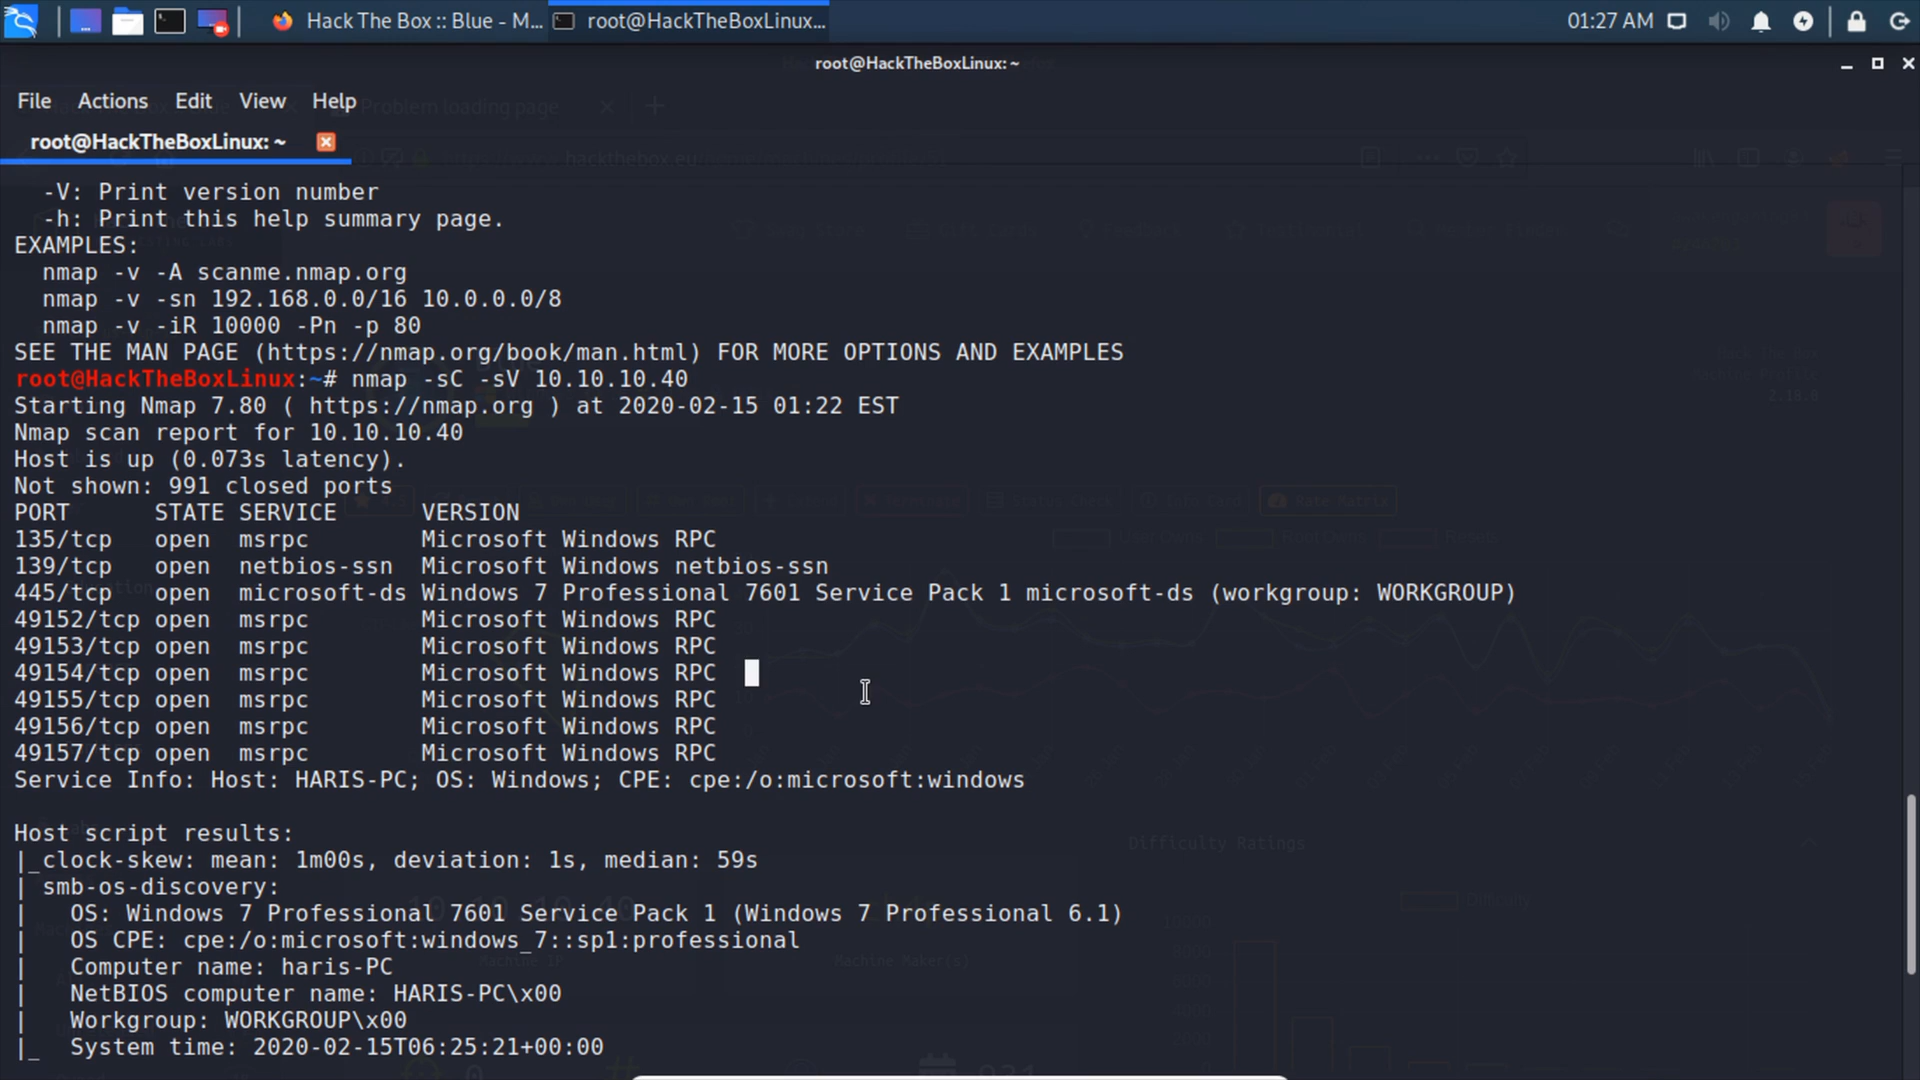 Hack The Box :: Blue - M...
root@HackTheBoxLinux...
01:27 AM
root@HackTheBoxLinux: ~
File Actions Edit View Help
Problem loading page
root@HackTheBoxLinux: ~
hackthebox.eu
-V: Print version number
-h: Print this help summary page.
EXAMPLES:
nmap -v -A scanme.nmap.org
nmap -v -sn 192.168.0.0/16 10.0.0.0/8
nmap -v -iR 10000 -Pn -p 80
SEE THE MAN PAGE (https://nmap.org/book/man.html) FOR MORE OPTIONS AND EXAMPLES
root@HackTheBoxLinux:~# nmap -sC -sV 10.10.10.40
Starting Nmap 7.80 ( https://nmap.org ) at 2020-02-15 01:22 EST
Nmap scan report for 10.10.10.40
Host is up (0.073s latency).
Not shown: 991 closed ports
PORT STATE SERVICE VERSION
135/tcp open msrpc Microsoft Windows RPC
139/tcp open netbios-ssn Microsoft Windows netbios-ssn
445/tcp open microsoft-ds Windows 7 Professional 7601 Service Pack 1 microsoft-ds (workgroup: WORKGROUP)
49152/tcp open msrpc Microsoft Windows RPC
49153/tcp open msrpc Microsoft Windows RPC
49154/tcp open msrpc Microsoft Windows RPC
49155/tcp open msrpc Microsoft Windows RPC
49156/tcp open msrpc Microsoft Windows RPC
49157/tcp open msrpc Microsoft Windows RPC
Service Info: Host: HARIS-PC; OS: Windows; CPE: cpe:/o:microsoft:windows
Host script results:
|_clock-skew: mean: 1m00s, deviation: 1s, median: 59s
| smb-os-discovery:
|   OS: Windows 7 Professional 7601 Service Pack 1 (Windows 7 Professional 6.1)
|   OS CPE: cpe:/o:microsoft:windows_7::sp1:professional
|   Computer name: haris-PC
|   NetBIOS computer name: HARIS-PC\x00
|   Workgroup: WORKGROUP\x00
|_  System time: 2020-02-15T06:25:21+00:00
Difficulty Ratings